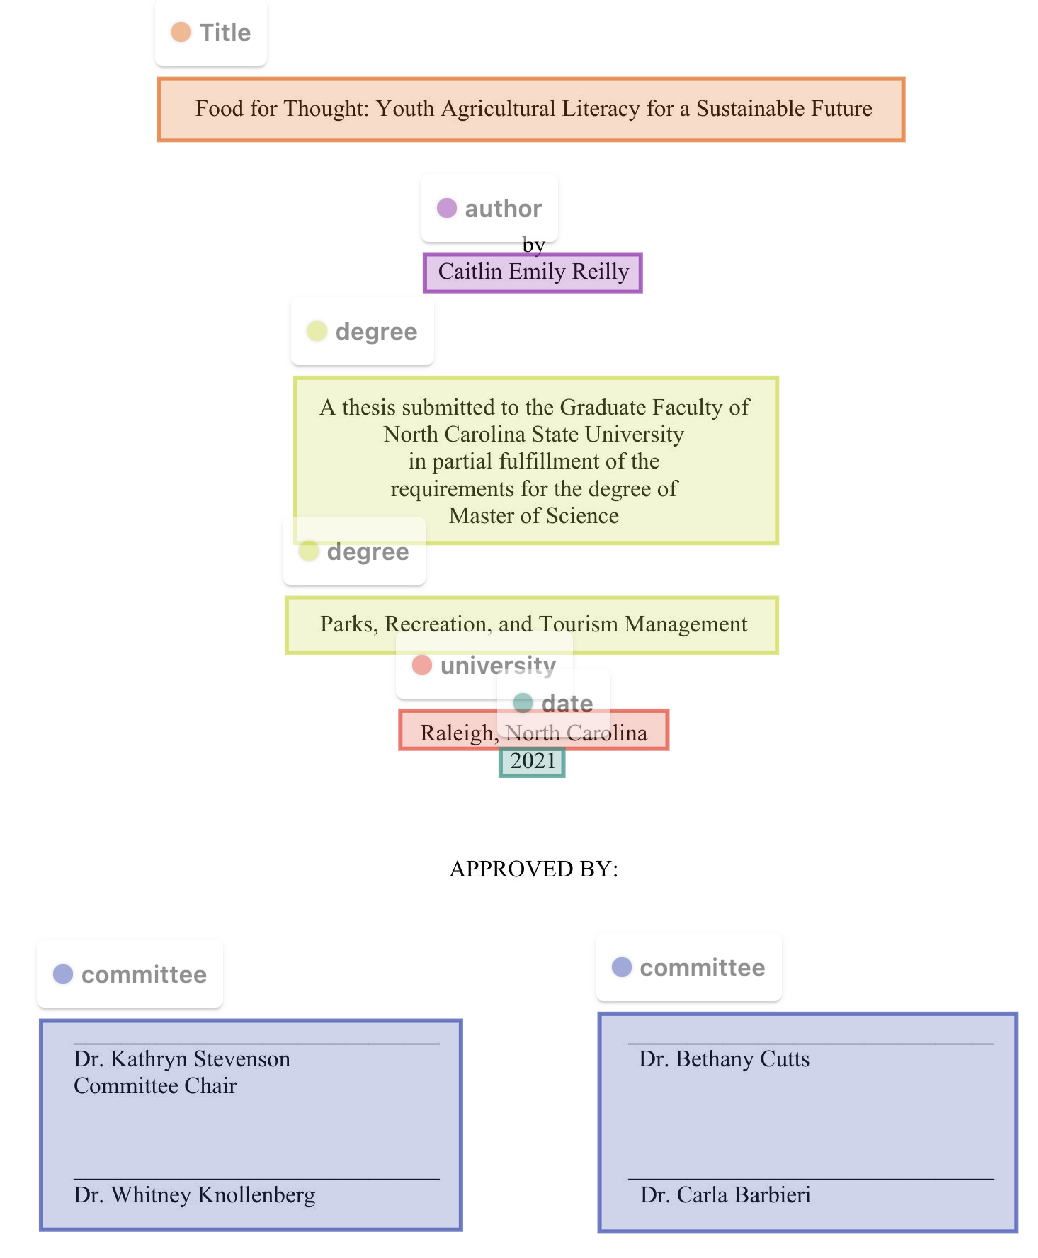 Title
Food for Thought: Youth Agricultural Literacy for a Sustainable Future
author
by
Caitlin Emily Reilly
degree
A thesis submitted to the Graduate Faculty of
North Carolina State University
in partial fulfillment of the
requirements for the degree of
Master of Science
degree
Parks, Recreation, and Tourism Management
university
date
Raleigh, North Carolina
2021
APPROVED BY:
committee
committee
Dr. Kathryn Stevenson
Committee Chair
Dr. Bethany Cutts
Dr. Whitney Knollenberg
Dr. Carla Barbieri